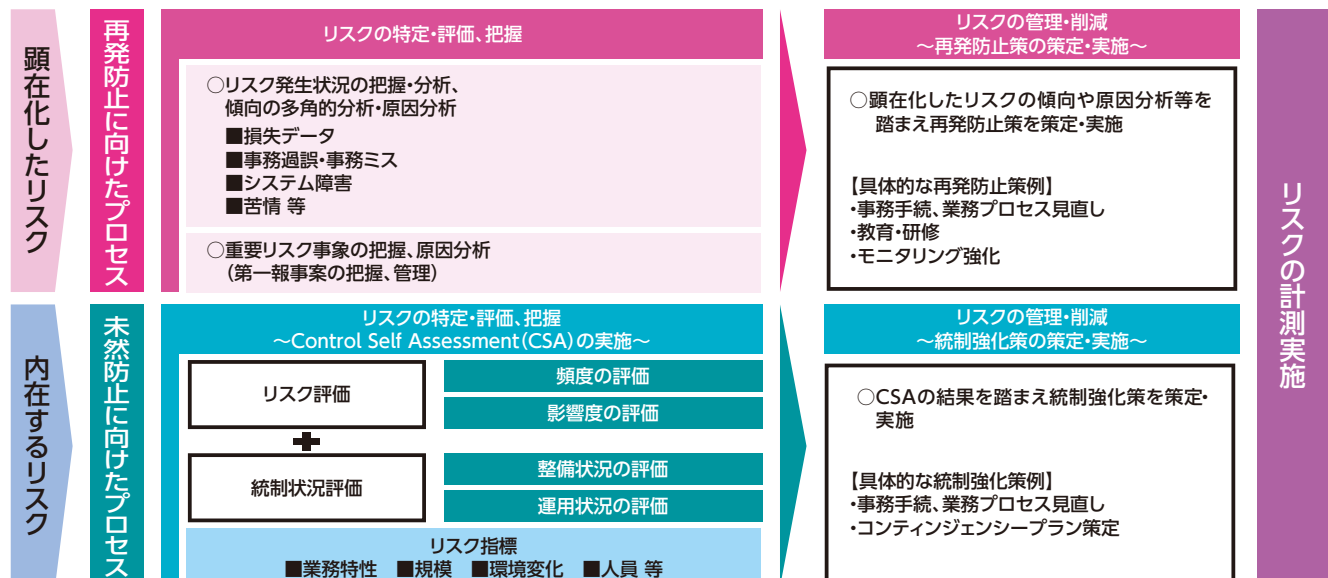 顕在化したリスク
再発防止に向けたプロセス
リスクの特定・評価、把握
○リスク発生状況の把握・分析、
傾向の多角的分析・原因分析
■損失データ
■事務過誤・事務ミス
■システム障害
■苦情 等
○重要リスク事象の把握、原因分析
（第一報事案の把握、管理）
リスクの管理・削減
～再発防止策の策定・実施～
○顕在化したリスクの傾向や原因分析等を
踏まえ再発防止策を策定・実施
【具体的な再発防止策例】
・事務手続、業務プロセス見直し
・教育・研修
・モニタリング強化
内在するリスク
未然防止に向けたプロセス
リスクの特定・評価、把握
～Control Self Assessment（CSA）の実施～
リスク評価
頻度の評価
影響度の評価
統制状況評価
整備状況の評価
運用状況の評価
リスク指標
■業務特性 ■規模 ■環境変化 ■人員 等
リスクの管理・削減
～統制強化策の策定・実施～
○CSAの結果を踏まえ統制強化策を策定・
実施
【具体的な統制強化策例】
・事務手続、業務プロセス見直し
・コンティンジェンシープラン策定
リスクの計測実施